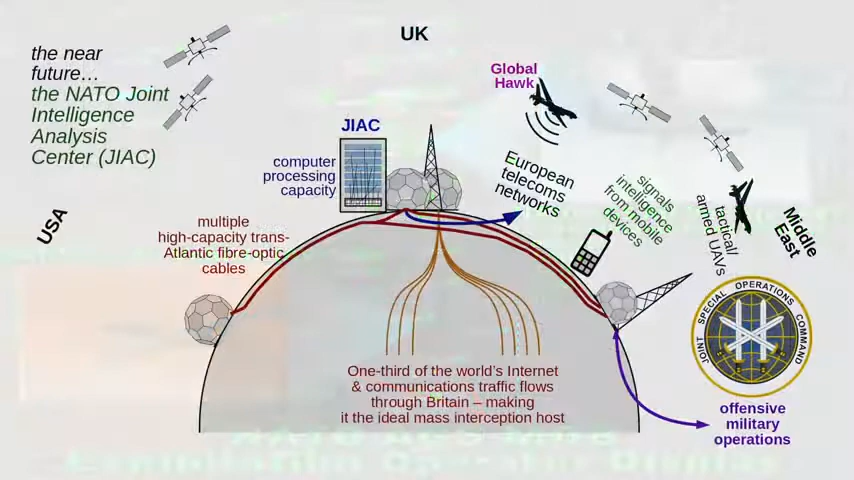 UK
the near
future…
the NATO Joint
Intelligence
Analysis
Center (JIAC)
Global
Hawk
JIAC
computer
processing
capacity
European
telecoms
networks
signals
intelligence
from mobile
devices
tactical/
armed UAVs
Middle
East
USA
multiple
high-capacity trans-
Atlantic fibre-optic
cables
JOINT SPECIAL OPERATIONS COMMAND
One-third of the world's Internet
& communications traffic flows
through Britain – making
it the ideal mass interception host
offensive
military
operations